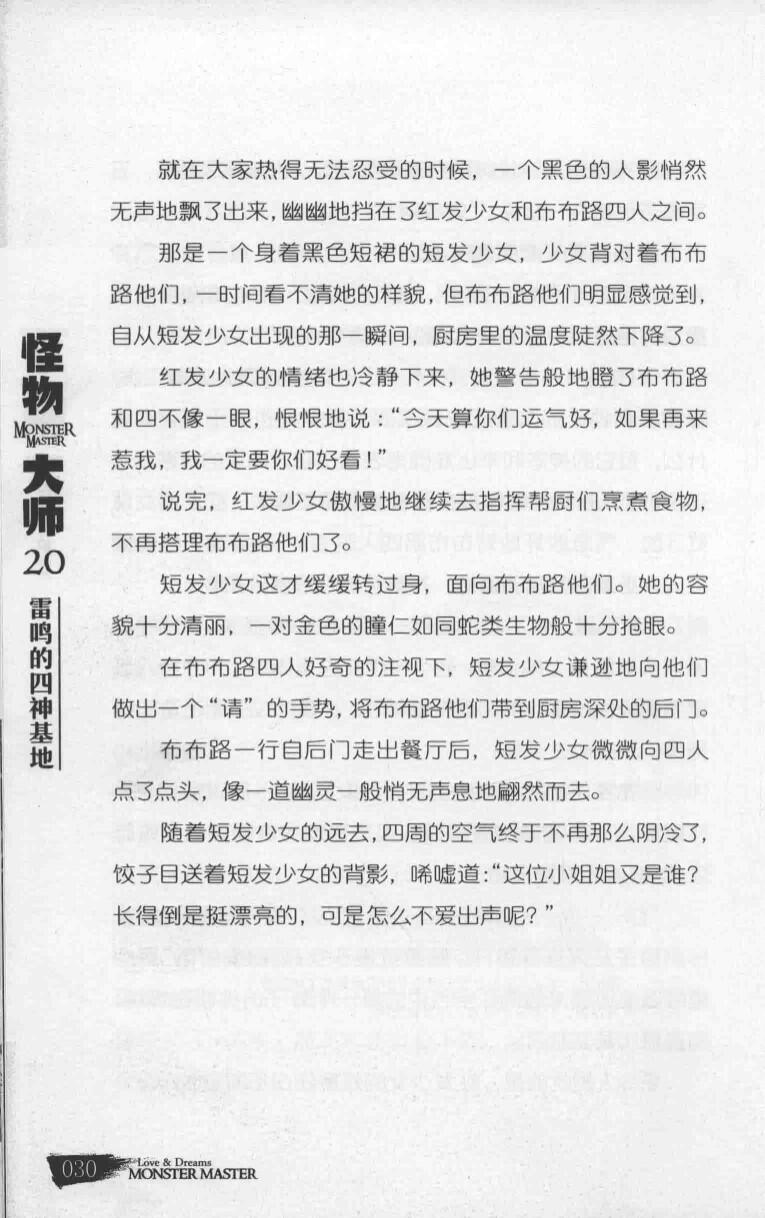 就在大家热得无法忍受的时候，一个黑色的人影悄然
无声地飘了出来，幽幽地挡在了红发少女和布布路四人之间。
那是一个身着黑色短裙的短发少女，少女背对着布布
路他们，一时间看不清她的样貌，但布布路他们明显感觉到，
自从短发少女出现的那一瞬间，厨房里的温度陡然下降了。
红发少女的情绪也冷静下来，她警告般地瞪了布布路
和四不像一眼，恨恨地说：“今天算你们运气好，如果再来
惹我，我一定要你们好看！”
说完，红发少女傲慢地继续去指挥帮厨们烹煮食物，
不再搭理布布路他们了。
短发少女这才缓缓转过身，面向布布路他们。她的容
貌十分清丽，一对金色的瞳仁如同蛇类生物般十分抢眼。
在布布路四人好奇的注视下，短发少女谦逊地向他们
做出一个“请”的手势，将布布路他们带到厨房深处的后门。
布布路一行自后门走出餐厅后，短发少女微微向四人
点了点头，像一道幽灵一般悄无声息地翩然而去。
随着短发少女的远去，四周的空气终于不再那么阴冷了，
饺子目送着短发少女的背影，唏嘘道：“这位小姐姐又是谁？
长得倒是挺漂亮的，可是怎么不爱出声呢？”
怪物
MONSTER
MASTER
大师
20
雷鸣的四神基地
030
Love & Dreams
MONSTER MASTER